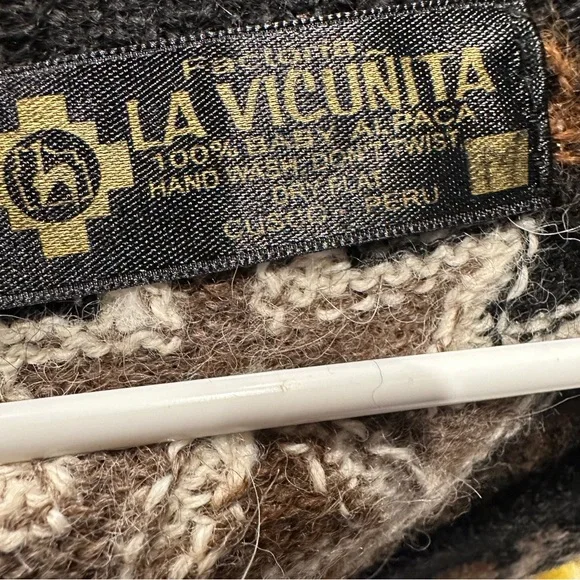 LA VICUÑITA
100% BABY ALPACA
HAND WASH DON'T TWIST
DRY FLAT
CUSCO - PERU